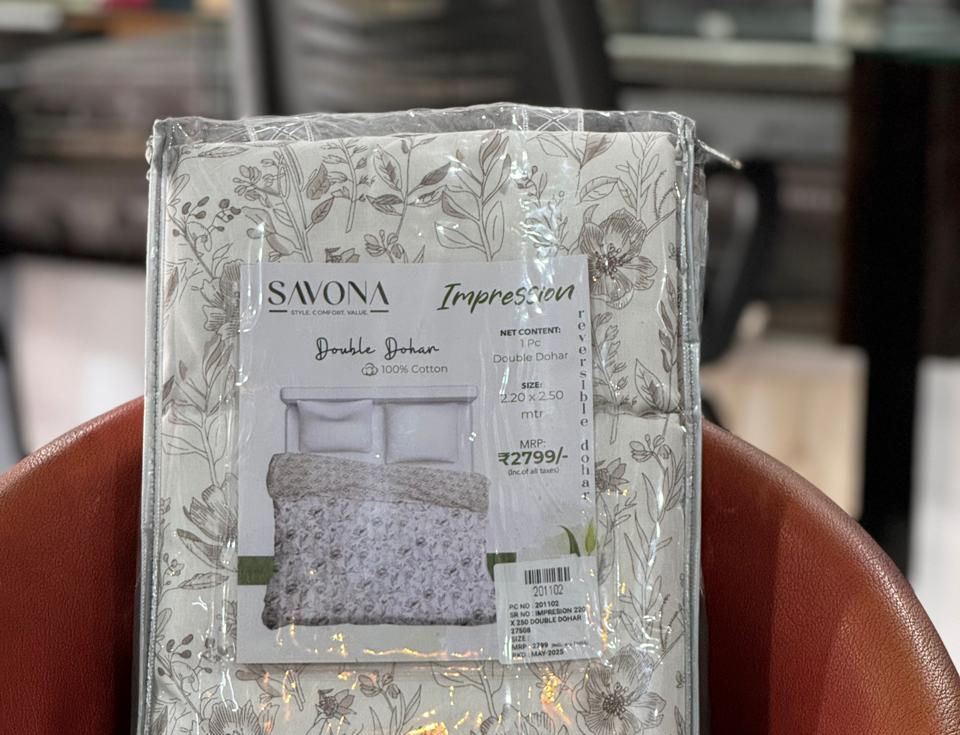 SAVONA
STYLE. COMFORT. VALUE.
Impression
Double Dohar
100% Cotton
NET CONTENT:
1 Pc
Double Dohar
SIZE:
2.20 x 2.50
mtr
MRP:
₹2799/-
(Inc.of all taxes)
reversible dohar
201102
PC NO : 201102
SR NO : IMPRESION 220
X 250 DOUBLE DOHAR
27508
SIZE :
MRP : 2799
PKD : MAY-2025